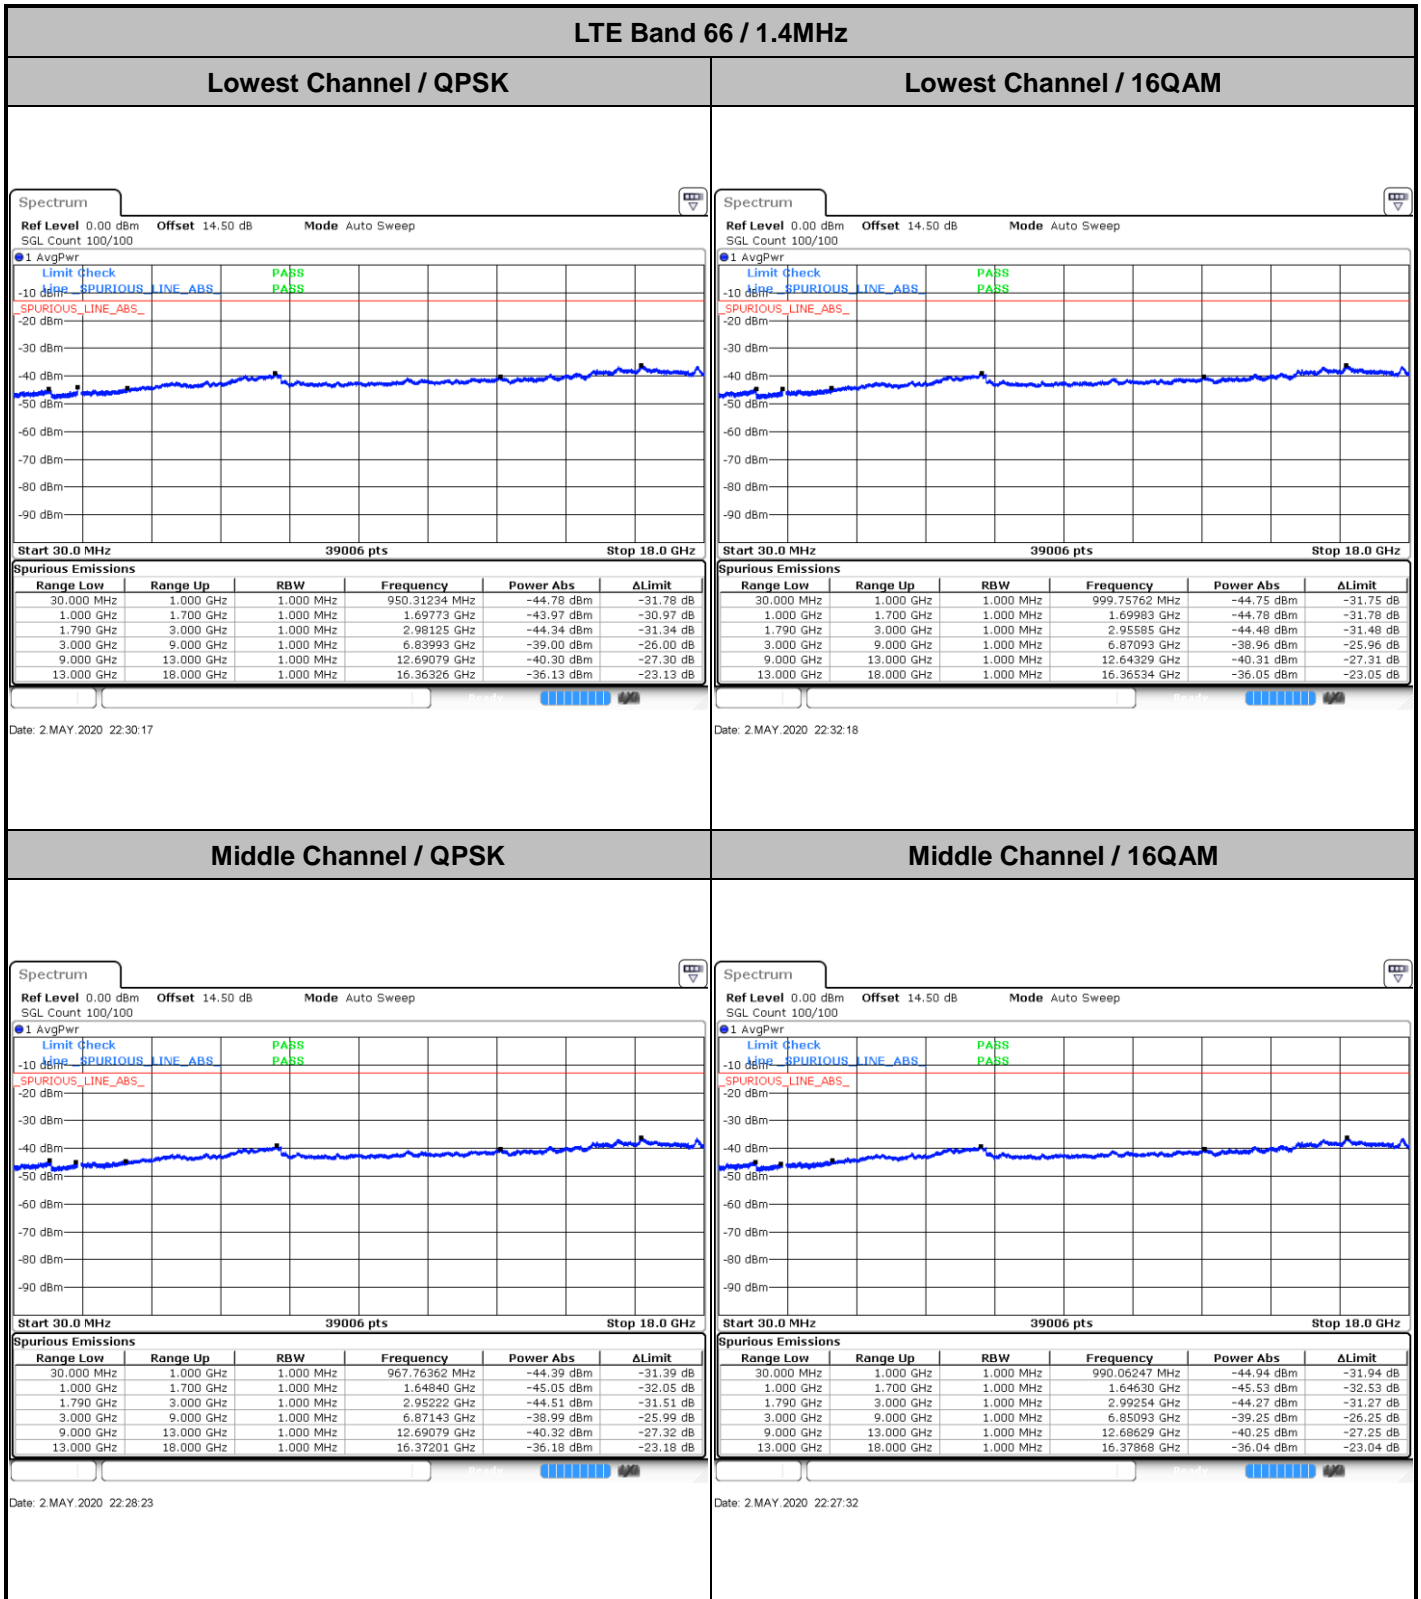 LTE Band 66 / 1.4MHz
Lowest Channel / QPSK
Lowest Channel / 16QAM
Spectrum
Ref Level 0.00 dBm Offset 14.50 dB Mode Auto Sweep
SGL Count 100/100
1 AvgPwr
Limit Check PASS
Line _SPURIOUS_LINE_ABS_ PASS
-10 dBm
_SPURIOUS_LINE_ABS_
-20 dBm
-30 dBm
-40 dBm
-50 dBm
-60 dBm
-70 dBm
-80 dBm
-90 dBm
Start 30.0 MHz 39006 pts Stop 18.0 GHz
Spurious Emissions
Range Low Range Up RBW Frequency Power Abs ΔLimit
30.000 MHz 1.000 GHz 1.000 MHz 950.31234 MHz -44.78 dBm -31.78 dB
1.000 GHz 1.700 GHz 1.000 MHz 1.69773 GHz -43.97 dBm -30.97 dB
1.790 GHz 3.000 GHz 1.000 MHz 2.98125 GHz -44.34 dBm -31.34 dB
3.000 GHz 9.000 GHz 1.000 MHz 6.83993 GHz -39.00 dBm -26.00 dB
9.000 GHz 13.000 GHz 1.000 MHz 12.69079 GHz -40.30 dBm -27.30 dB
13.000 GHz 18.000 GHz 1.000 MHz 16.36326 GHz -36.13 dBm -23.13 dB
Ready
Date: 2.MAY.2020 22:30:17
Spectrum
Ref Level 0.00 dBm Offset 14.50 dB Mode Auto Sweep
SGL Count 100/100
1 AvgPwr
Limit Check PASS
Line _SPURIOUS_LINE_ABS_ PASS
-10 dBm
_SPURIOUS_LINE_ABS_
-20 dBm
-30 dBm
-40 dBm
-50 dBm
-60 dBm
-70 dBm
-80 dBm
-90 dBm
Start 30.0 MHz 39006 pts Stop 18.0 GHz
Spurious Emissions
Range Low Range Up RBW Frequency Power Abs ΔLimit
30.000 MHz 1.000 GHz 1.000 MHz 999.75762 MHz -44.75 dBm -31.75 dB
1.000 GHz 1.700 GHz 1.000 MHz 1.69983 GHz -44.78 dBm -31.78 dB
1.790 GHz 3.000 GHz 1.000 MHz 2.95585 GHz -44.48 dBm -31.48 dB
3.000 GHz 9.000 GHz 1.000 MHz 6.87093 GHz -38.96 dBm -25.96 dB
9.000 GHz 13.000 GHz 1.000 MHz 12.64329 GHz -40.31 dBm -27.31 dB
13.000 GHz 18.000 GHz 1.000 MHz 16.36534 GHz -36.05 dBm -23.05 dB
Ready
Date: 2.MAY.2020 22:32:18
Middle Channel / QPSK
Middle Channel / 16QAM
Spectrum
Ref Level 0.00 dBm Offset 14.50 dB Mode Auto Sweep
SGL Count 100/100
1 AvgPwr
Limit Check PASS
Line _SPURIOUS_LINE_ABS_ PASS
-10 dBm
_SPURIOUS_LINE_ABS_
-20 dBm
-30 dBm
-40 dBm
-50 dBm
-60 dBm
-70 dBm
-80 dBm
-90 dBm
Start 30.0 MHz 39006 pts Stop 18.0 GHz
Spurious Emissions
Range Low Range Up RBW Frequency Power Abs ΔLimit
30.000 MHz 1.000 GHz 1.000 MHz 967.76362 MHz -44.39 dBm -31.39 dB
1.000 GHz 1.700 GHz 1.000 MHz 1.64840 GHz -45.05 dBm -32.05 dB
1.790 GHz 3.000 GHz 1.000 MHz 2.95222 GHz -44.51 dBm -31.51 dB
3.000 GHz 9.000 GHz 1.000 MHz 6.87143 GHz -38.99 dBm -25.99 dB
9.000 GHz 13.000 GHz 1.000 MHz 12.69079 GHz -40.32 dBm -27.32 dB
13.000 GHz 18.000 GHz 1.000 MHz 16.37201 GHz -36.18 dBm -23.18 dB
Ready
Date: 2.MAY.2020 22:28:23
Spectrum
Ref Level 0.00 dBm Offset 14.50 dB Mode Auto Sweep
SGL Count 100/100
1 AvgPwr
Limit Check PASS
Line _SPURIOUS_LINE_ABS_ PASS
-10 dBm
_SPURIOUS_LINE_ABS_
-20 dBm
-30 dBm
-40 dBm
-50 dBm
-60 dBm
-70 dBm
-80 dBm
-90 dBm
Start 30.0 MHz 39006 pts Stop 18.0 GHz
Spurious Emissions
Range Low Range Up RBW Frequency Power Abs ΔLimit
30.000 MHz 1.000 GHz 1.000 MHz 990.06247 MHz -44.94 dBm -31.94 dB
1.000 GHz 1.700 GHz 1.000 MHz 1.64630 GHz -45.53 dBm -32.53 dB
1.790 GHz 3.000 GHz 1.000 MHz 2.99254 GHz -44.27 dBm -31.27 dB
3.000 GHz 9.000 GHz 1.000 MHz 6.85093 GHz -39.25 dBm -26.25 dB
9.000 GHz 13.000 GHz 1.000 MHz 12.68629 GHz -40.25 dBm -27.25 dB
13.000 GHz 18.000 GHz 1.000 MHz 16.37868 GHz -36.04 dBm -23.04 dB
Ready
Date: 2.MAY.2020 22:27:32